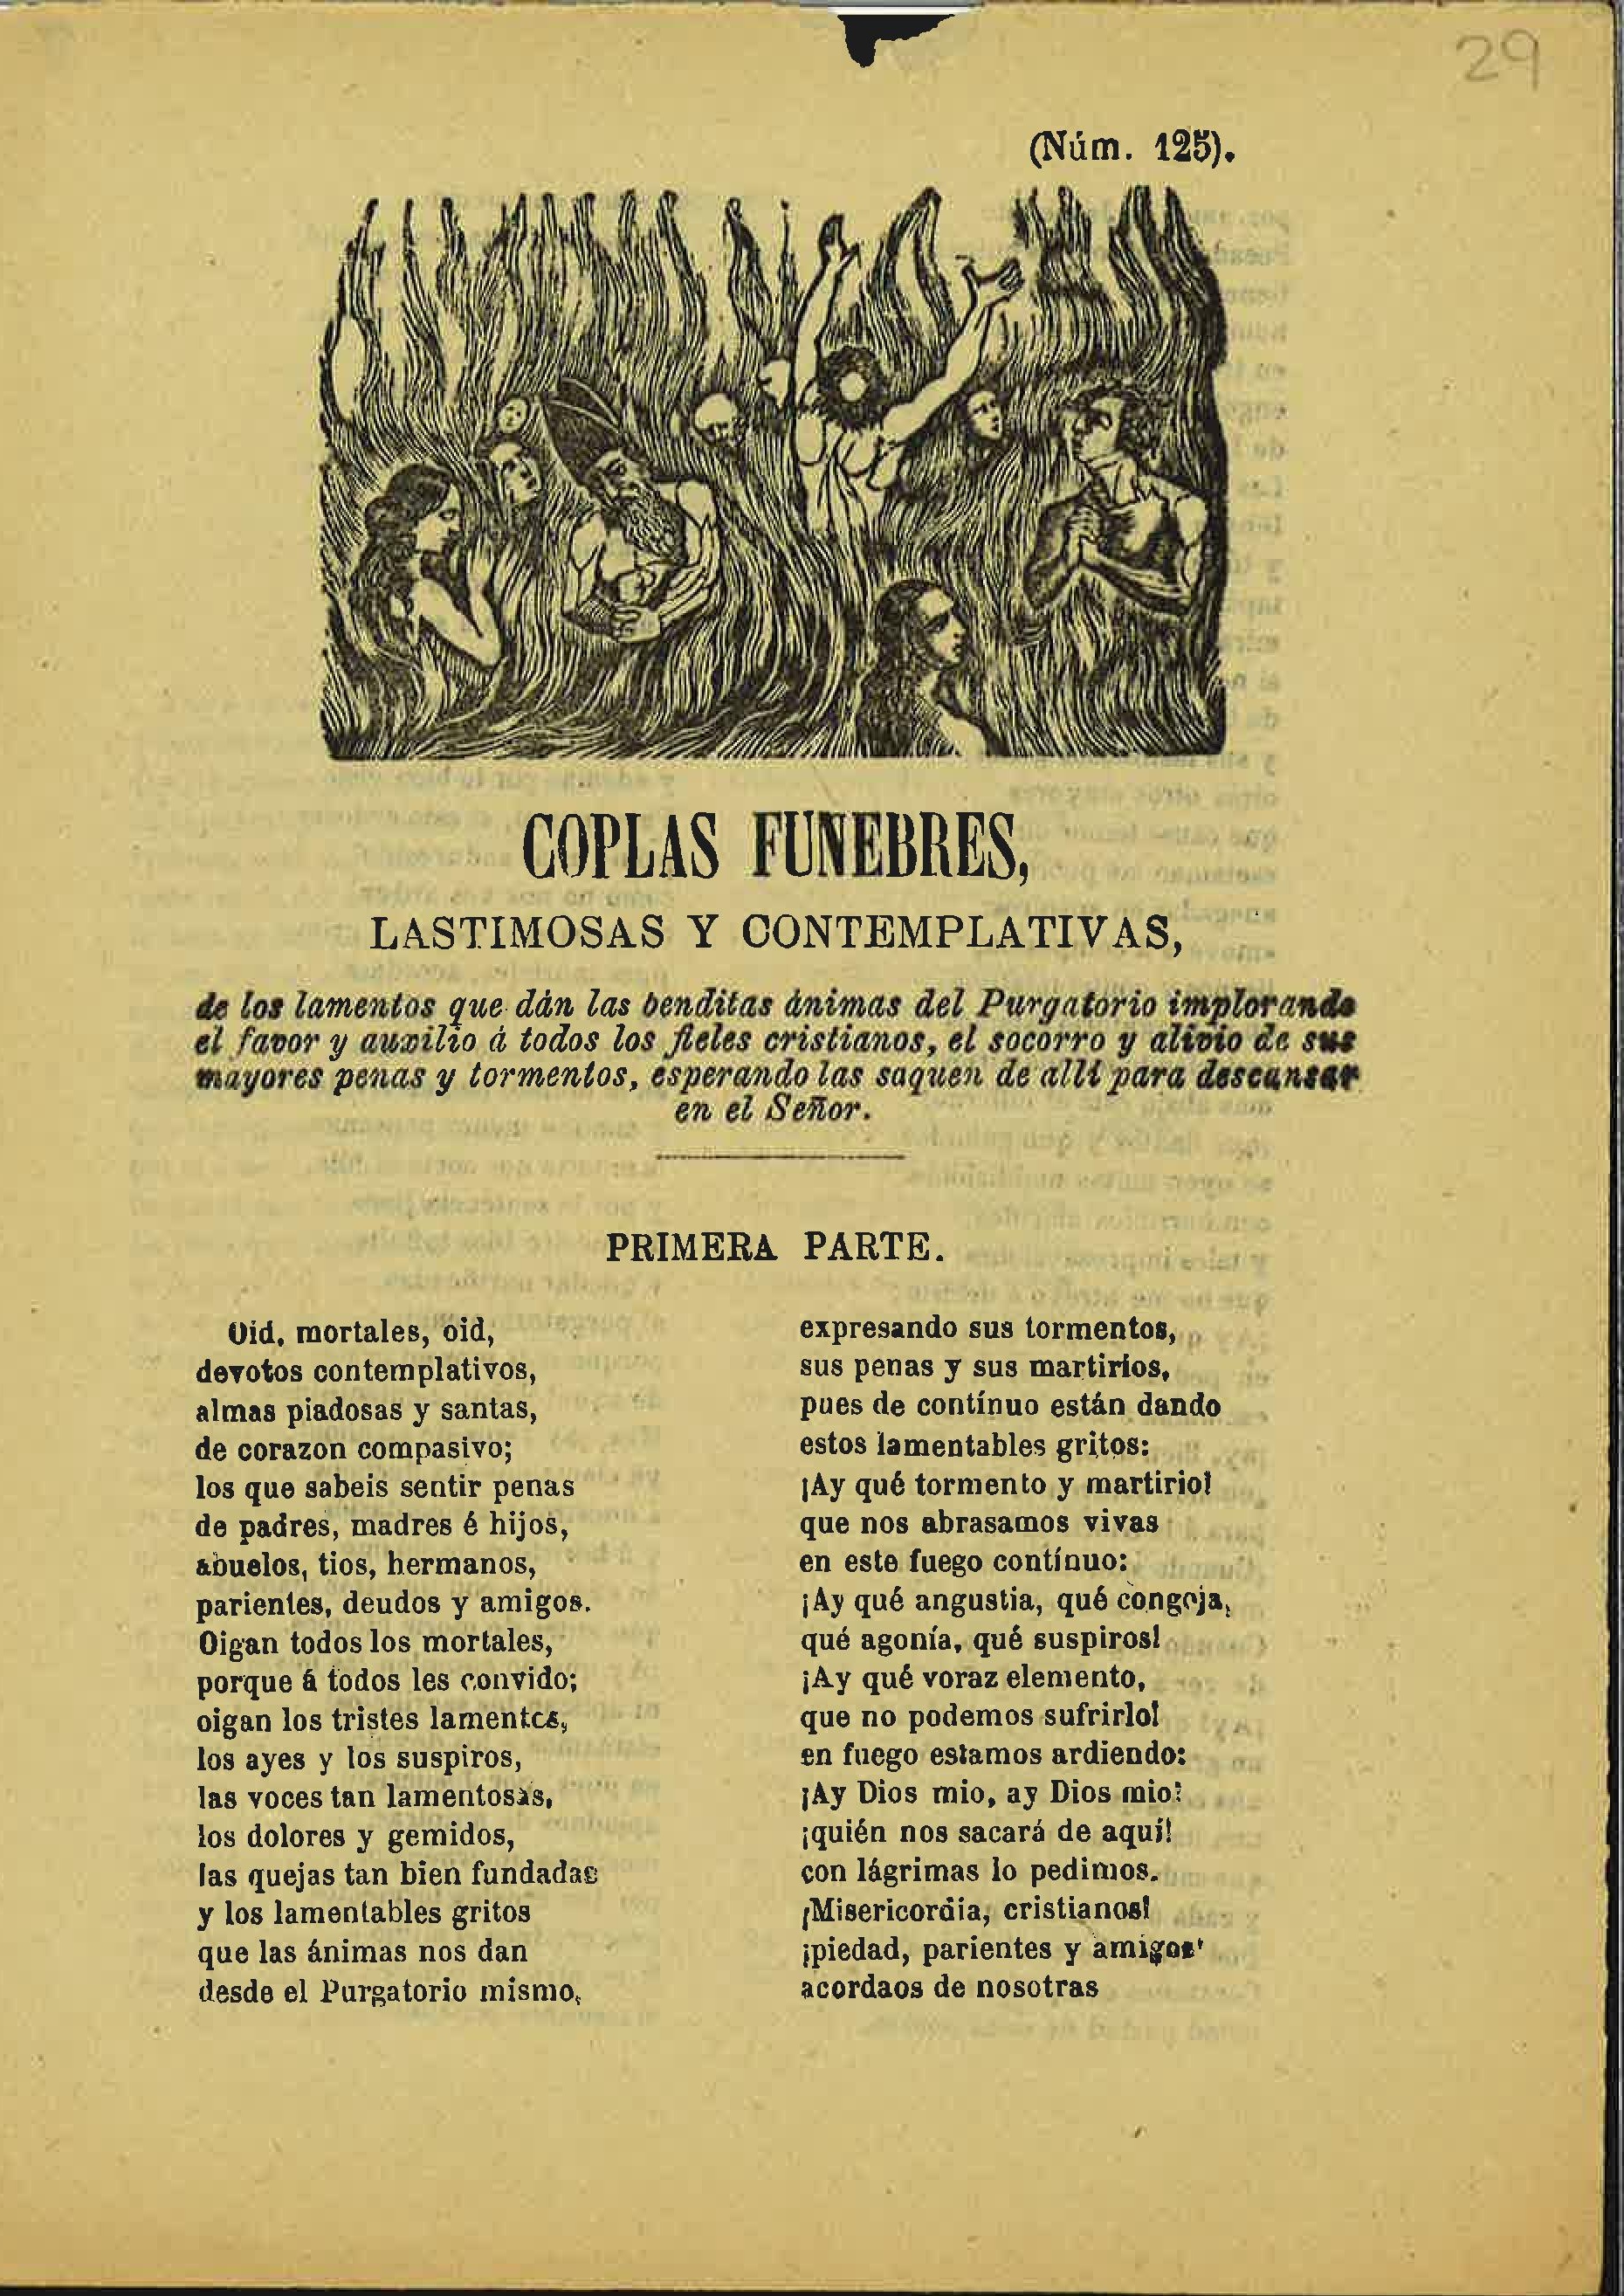 29
(Núm. 125).
COPLAS FUNEBRES,
LASTIMOSAS Y CONTEMPLATIVAS,
de los lamentos que dán las benditas ánimas del Purgatorio implorando
el favor y auxilio á todos los fieles cristianos, el socorro y alivio de sus
mayores penas y tormentos, esperando las saquen de allí para descansar
en el Señor.
PRIMERA PARTE.
Oid, mortales, oid,
devotos contemplativos,
almas piadosas y santas,
de corazon compasivo;
los que sabeis sentir penas
de padres, madres é hijos,
abuelos, tios, hermanos,
parientes, deudos y amigos.
Oigan todos los mortales,
porque á todos les convido;
oigan los tristes lamentos,
los ayes y los suspiros,
las voces tan lamentosas,
los dolores y gemidos,
las quejas tan bien fundadas
y los lamentables gritos
que las ánimas nos dan
desde el Purgatorio mismo,
expresando sus tormentos,
sus penas y sus martirios,
pues de contínuo están dando
estos lamentables gritos:
¡Ay qué tormento y martirio!
que nos abrasamos vivas
en este fuego contínuo:
¡Ay qué angustia, qué congoja,
qué agonía, qué suspiros!
¡Ay qué voraz elemento,
que no podemos sufrirlo!
en fuego estamos ardiendo:
¡Ay Dios mio, ay Dios mio!
¡quién nos sacará de aquí!
con lágrimas lo pedimos.
¡Misericordia, cristianos!
¡piedad, parientes y amigos!
acordaos de nosotras